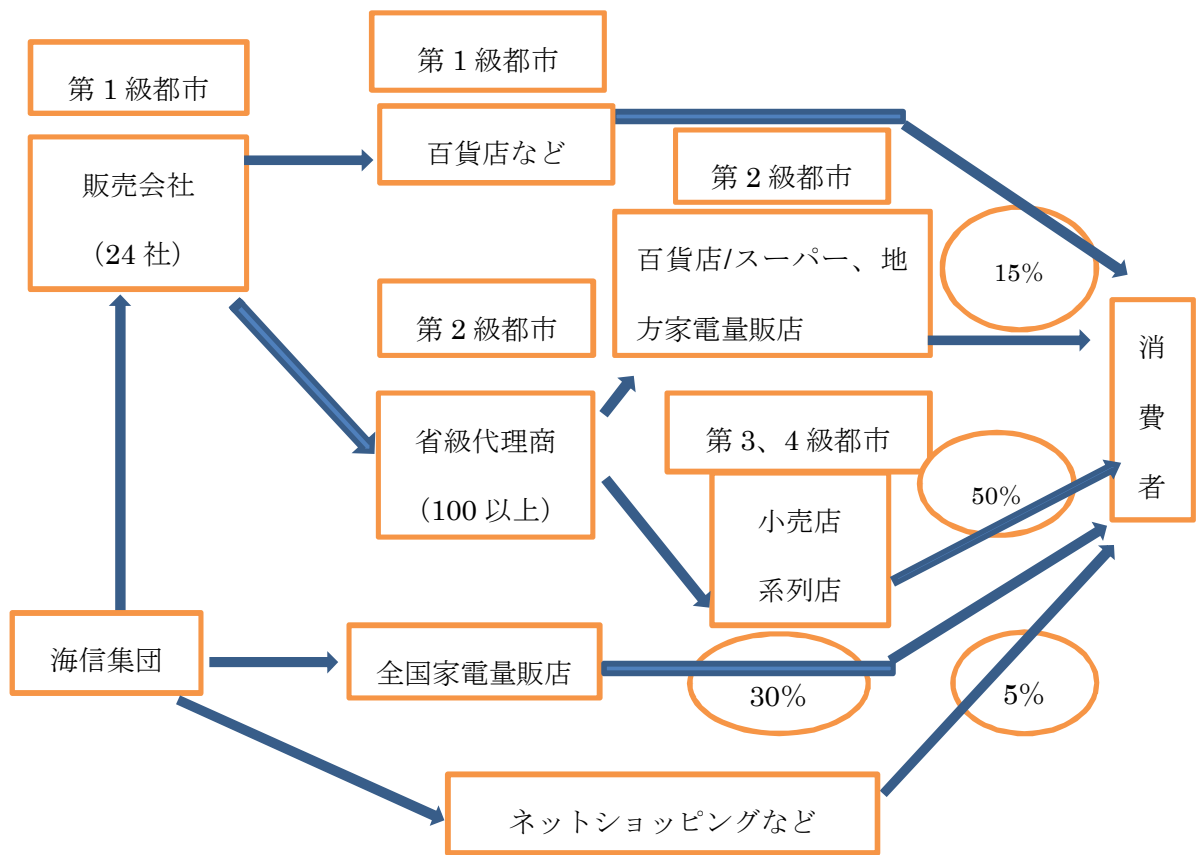 第 1 級都市
第 1 級都市
販売会社
（24 社）
百貨店など
第 2 級都市
百貨店/スーパー、地
方家電量販店
15%
第 2 級都市
省級代理商
（100 以上）
第 3、4 級都市
小売店
系列店
50%
消
費
者
海信集団
全国家電量販店
30%
5%
ネットショッピングなど